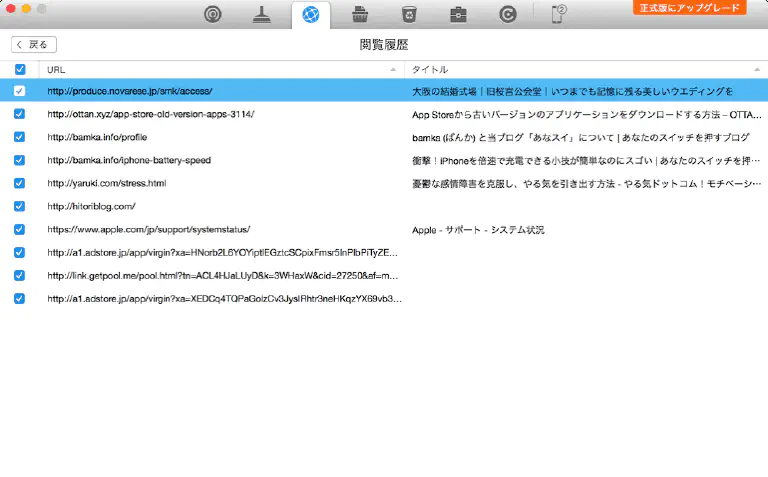 正式版にアップグレード
2
戻る
閲覧履歴
URL タイトル
http://produce.novarese.jp/smk/access/ 大阪の結婚式場｜旧桜宮公会堂｜いつまでも記憶に残る美しいウエディングを
http://ottan.xyz/app-store-old-version-apps-3114/ App Storeから古いバージョンのアプリケーションをダウンロードする方法 – OTTA...
http://bamka.info/profile bamka (ばんか) と当ブログ「あなスイ」について | あなたのスイッチを押すブログ
http://bamka.info/iphone-battery-speed 衝撃！iPhoneを倍速で充電できる小技が簡単なのにスゴい | あなたのスイッチを押...
http://yaruki.com/stress.html 憂鬱な感情障害を克服し、やる気を引き出す方法 - やる気ドットコム！モチベーシ...
http://hitoriblog.com/
https://www.apple.com/jp/support/systemstatus/ Apple - サポート - システム状況
http://a1.adstore.jp/app/virgin?xa=HNorb2L6YOYiptlEGztcSCpixFmsr5InPlbPiTyZE...
http://link.getpool.me/pool.html?tn=ACL4HJaLUyD&k=3WHaxW&cid=27250&af=m...
http://a1.adstore.jp/app/virgin?xa=XEDCq4TQPaGolzCv3JyslRhtr3neHKqzYX69vb3...